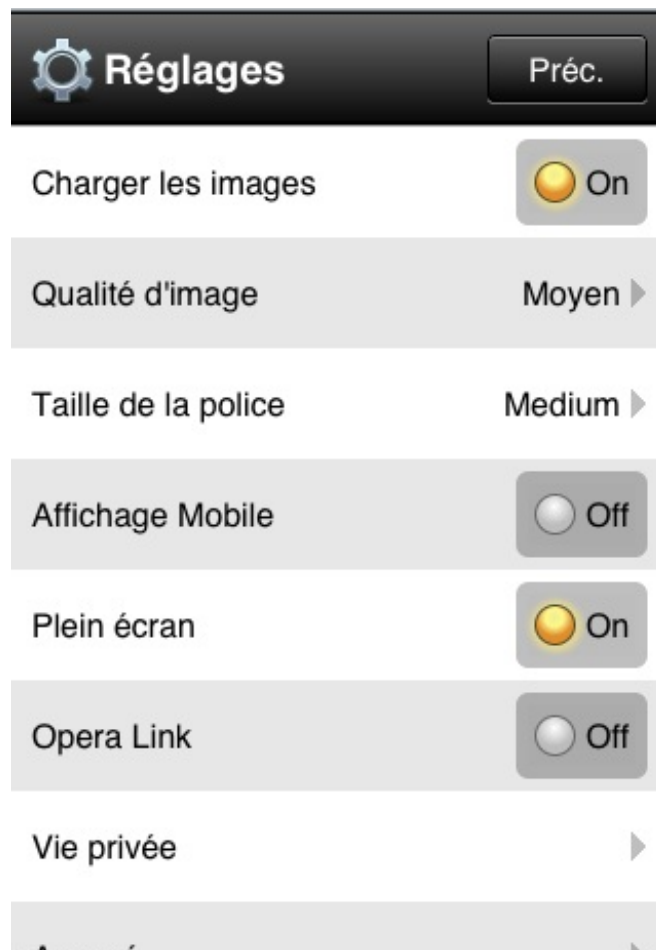 Réglages Préc.
Charger les images On
Qualité d'image Moyen
Taille de la police Medium
Affichage Mobile Off
Plein écran On
Opera Link Off
Vie privée